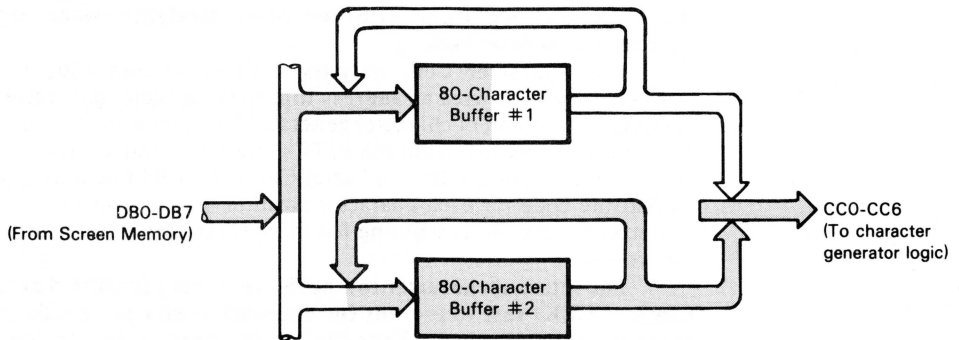 80-Character
Buffer #1
DB0-DB7
(From Screen Memory)
CC0-CC6
(To character
generator logic)
80-Character
Buffer #2